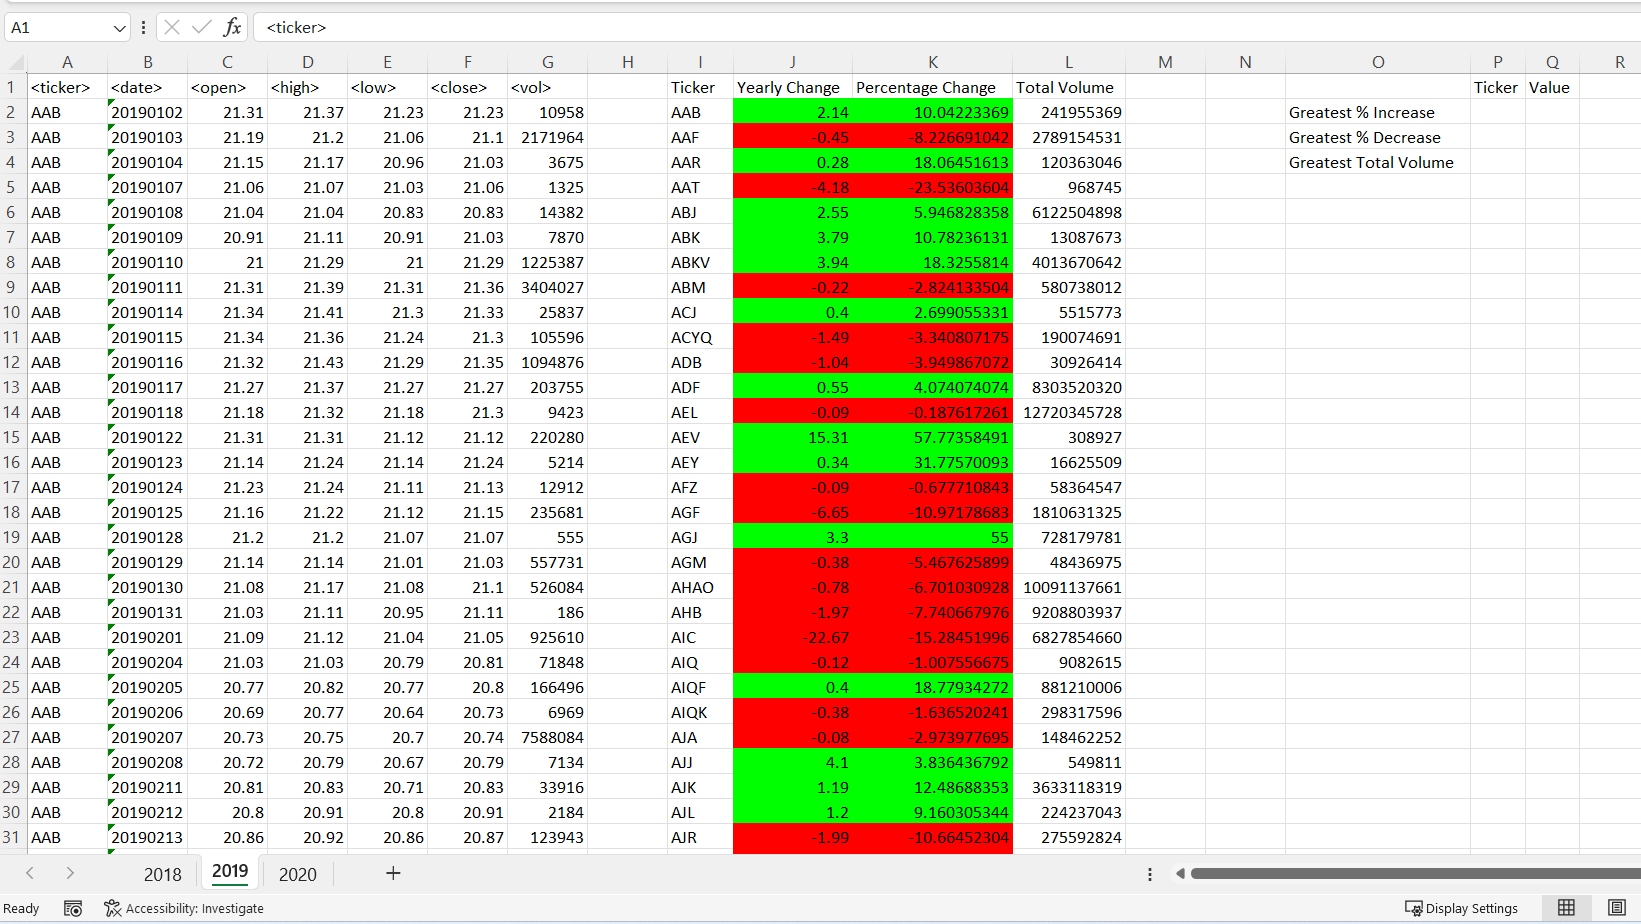 A1 fx <ticker>
A B C D E F G H I J K L M N O P Q R
1 <ticker> <date> <open> <high> <low> <close> <vol> Ticker Yearly Change Percentage Change Total Volume Ticker Value
2 AAB 20190102 21.31 21.37 21.23 21.23 10958 AAB 2.14 10.04223369 241955369 Greatest % Increase
3 AAB 20190103 21.19 21.2 21.06 21.1 2171964 AAF -0.45 -8.226691042 2789154531 Greatest % Decrease
4 AAB 20190104 21.15 21.17 20.96 21.03 3675 AAR 0.28 18.06451613 120363046 Greatest Total Volume
5 AAB 20190107 21.06 21.07 21.03 21.06 1325 AAT -4.18 -23.53603604 968745
6 AAB 20190108 21.04 21.04 20.83 20.83 14382 ABJ 2.55 5.946828358 6122504898
7 AAB 20190109 20.91 21.11 20.91 21.03 7870 ABK 3.79 10.78236131 13087673
8 AAB 20190110 21 21.29 21 21.29 1225387 ABKV 3.94 18.3255814 4013670642
9 AAB 20190111 21.31 21.39 21.31 21.36 3404027 ABM -0.22 -2.824133504 580738012
10 AAB 20190114 21.34 21.41 21.3 21.33 25837 ACJ 0.4 2.699055331 5515773
11 AAB 20190115 21.34 21.36 21.24 21.3 105596 ACYQ -1.49 -3.340807175 190074691
12 AAB 20190116 21.32 21.43 21.29 21.35 1094876 ADB -1.04 -3.949867072 30926414
13 AAB 20190117 21.27 21.37 21.27 21.27 203755 ADF 0.55 4.074074074 8303520320
14 AAB 20190118 21.18 21.32 21.18 21.3 9423 AEL -0.09 -0.187617261 12720345728
15 AAB 20190122 21.31 21.31 21.12 21.12 220280 AEV 15.31 57.77358491 308927
16 AAB 20190123 21.14 21.24 21.14 21.24 5214 AEY 0.34 31.77570093 16625509
17 AAB 20190124 21.23 21.24 21.11 21.13 12912 AFZ -0.09 -0.677710843 58364547
18 AAB 20190125 21.16 21.22 21.12 21.15 235681 AGF -6.65 -10.97178683 1810631325
19 AAB 20190128 21.2 21.2 21.07 21.07 555 AGJ 3.3 55 728179781
20 AAB 20190129 21.14 21.14 21.01 21.03 557731 AGM -0.38 -5.467625899 48436975
21 AAB 20190130 21.08 21.17 21.08 21.1 526084 AHAO -0.78 -6.701030928 10091137661
22 AAB 20190131 21.03 21.11 20.95 21.11 186 AHB -1.97 -7.740667976 9208803937
23 AAB 20190201 21.09 21.12 21.04 21.05 925610 AIC -22.67 -15.28451996 6827854660
24 AAB 20190204 21.03 21.03 20.79 20.81 71848 AIQ -0.12 -1.007556675 9082615
25 AAB 20190205 20.77 20.82 20.77 20.8 166496 AIQF 0.4 18.77934272 881210006
26 AAB 20190206 20.69 20.77 20.64 20.73 6969 AIQK -0.38 -1.636520241 298317596
27 AAB 20190207 20.73 20.75 20.7 20.74 7588084 AJA -0.08 -2.973977695 148462252
28 AAB 20190208 20.72 20.79 20.67 20.79 7134 AJJ 4.1 3.836436792 549811
29 AAB 20190211 20.81 20.83 20.71 20.83 33916 AJK 1.19 12.48688353 3633118319
30 AAB 20190212 20.8 20.91 20.8 20.91 2184 AJL 1.2 9.160305344 224237043
31 AAB 20190213 20.86 20.92 20.86 20.87 123943 AJR -1.99 -10.66452304 275592824
2018 2019 2020 +
Ready Accessibility: Investigate Display Settings